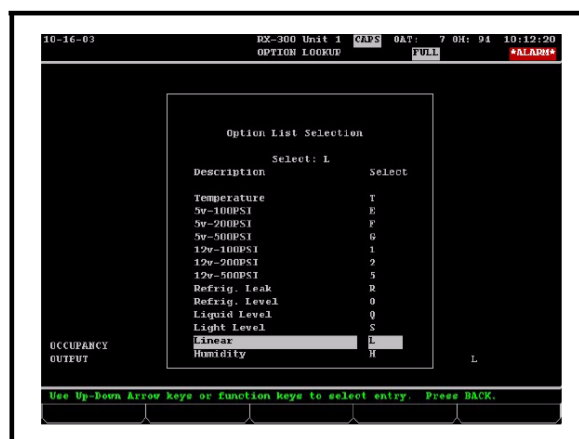 10-16-03 RX-300 Unit 1 CAPS OAT: 7 OH: 94 10:12:20
OPTION LOOKUP FULL *ALARM*
Option List Selection
Select: L
Description Select
Temperature T
5v-100PSI E
5v-200PSI F
5v-500PSI G
12v-100PSI 1
12v-200PSI 2
12v-500PSI 5
Refrig. Leak R
Refrig. Level 0
Liquid Level Q
Light Level S
Linear L
Humidity H
OCCUPANCY
OUTPUT L
Use Up-Down Arrow keys or function keys to select entry. Press BACK.